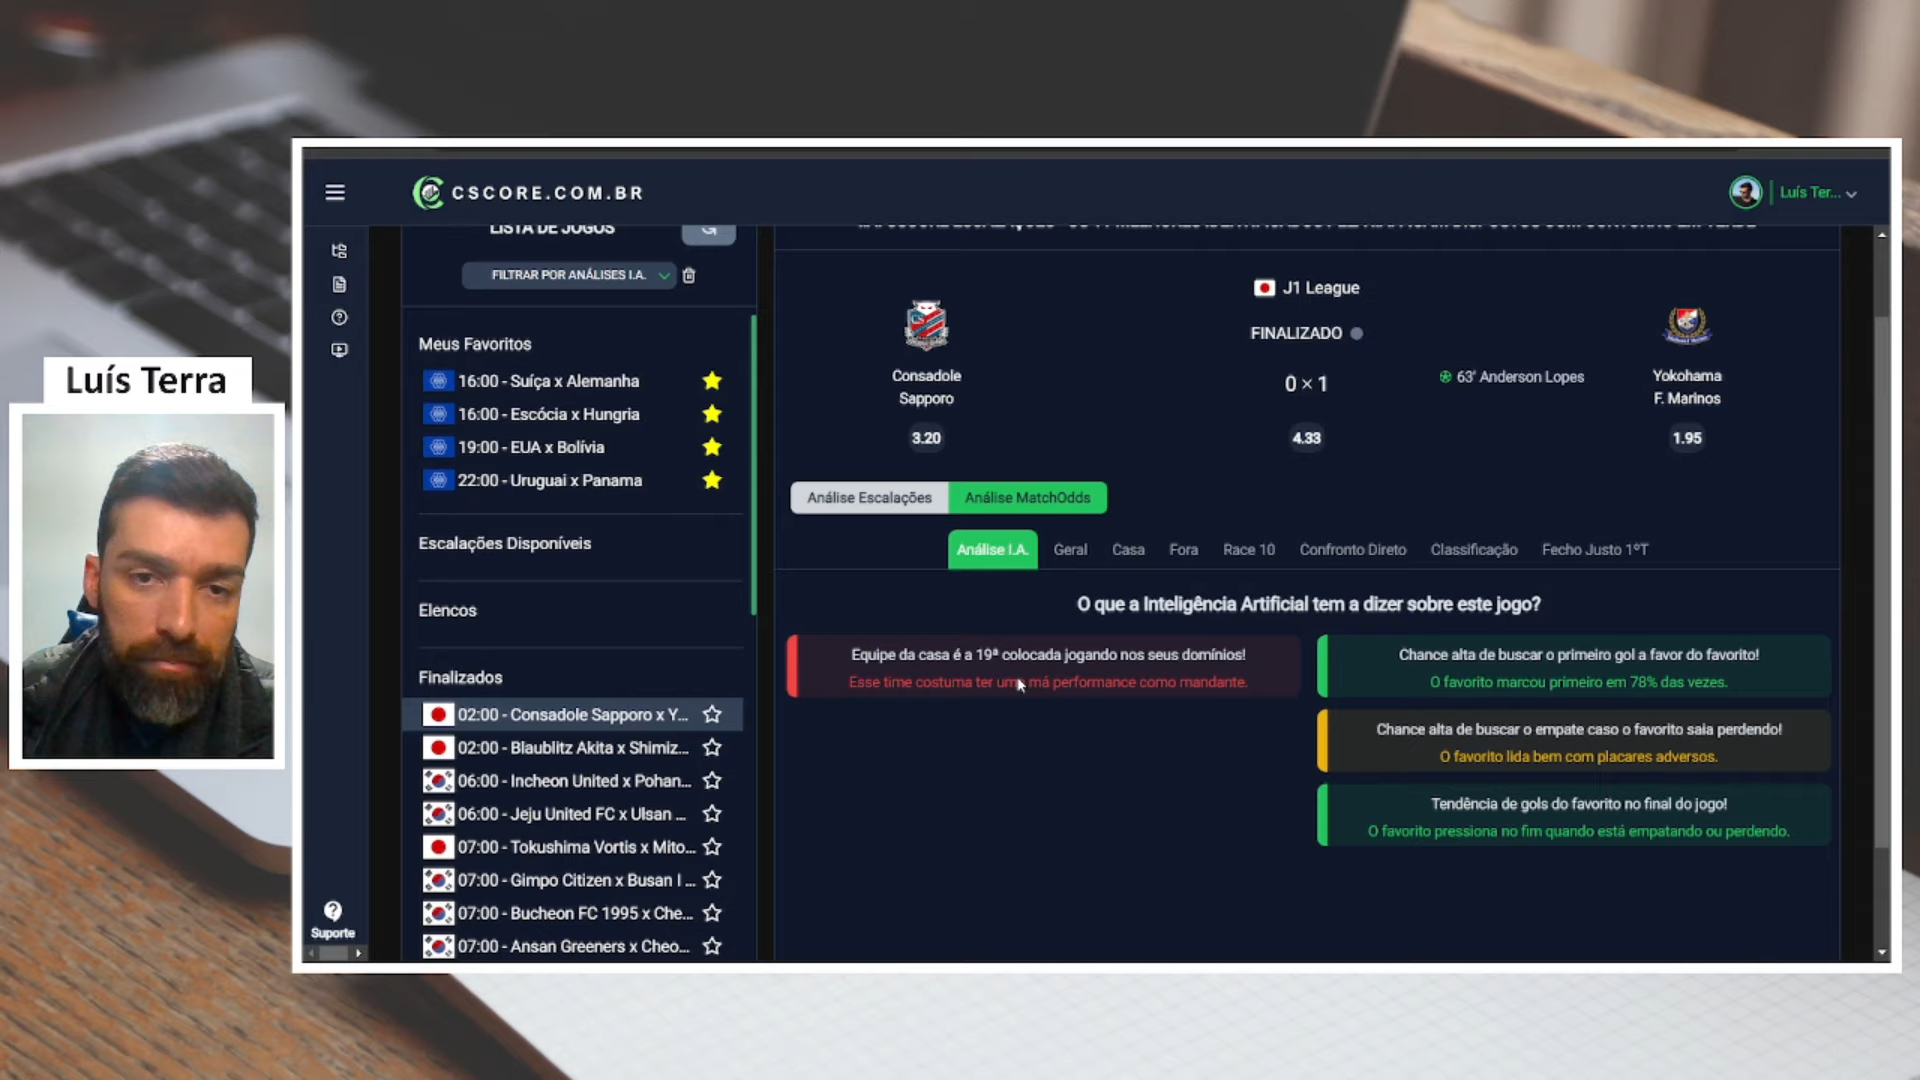 Luís Terra
CSCORE.COM.BR
Luís Ter...
LISTA DE JOGOS
FILTRAR POR ANÁLISES I.A.
Meus Favoritos
16:00 - Suíça x Alemanha
16:00 - Escócia x Hungria
19:00 - EUA x Bolívia
22:00 - Uruguai x Panama
Escalações Disponíveis
Elencos
Finalizados
02:00 - Consadole Sapporo x Y...
02:00 - Blaublitz Akita x Shimiz...
06:00 - Incheon United x Pohan...
06:00 - Jeju United FC x Ulsan ...
07:00 - Tokushima Vortis x Mito...
07:00 - Gimpo Citizen x Busan I ...
07:00 - Bucheon FC 1995 x Che...
07:00 - Ansan Greeners x Cheo...
Suporte
J1 League
FINALIZADO
Consadole
Sapporo
0 × 1
63' Anderson Lopes
Yokohama
F. Marinos
3.20
4.33
1.95
Análise Escalações
Análise MatchOdds
Análise I.A.
Geral
Casa
Fora
Race 10
Confronto Direto
Classificação
Fecho Justo 1ºT
O que a Inteligência Artificial tem a dizer sobre este jogo?
Equipe da casa é a 19ª colocada jogando nos seus domínios!
Esse time costuma ter uma má performance como mandante.
Chance alta de buscar o primeiro gol a favor do favorito!
O favorito marcou primeiro em 78% das vezes.
Chance alta de buscar o empate caso o favorito saia perdendo!
O favorito lida bem com placares adversos.
Tendência de gols do favorito no final do jogo!
O favorito pressiona no fim quando está empatando ou perdendo.